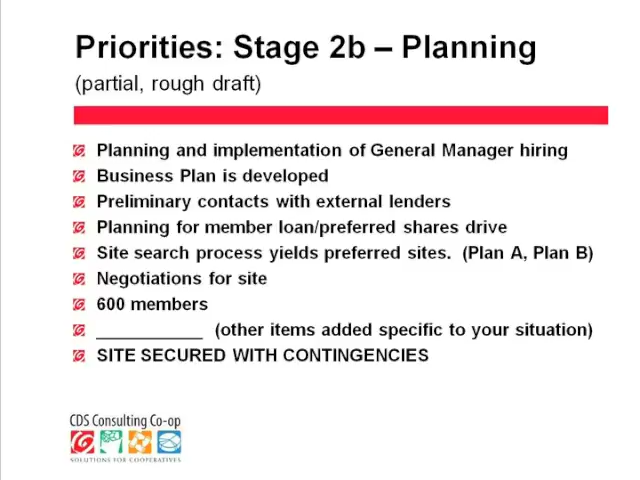 Priorities: Stage 2b – Planning
(partial, rough draft)
Planning and implementation of General Manager hiring
Business Plan is developed
Preliminary contacts with external lenders
Planning for member loan/preferred shares drive
Site search process yields preferred sites.  (Plan A, Plan B)
Negotiations for site
600 members
___________ (other items added specific to your situation)
SITE SECURED WITH CONTINGENCIES
CDS Consulting Co-op
SOLUTIONS FOR COOPERATIVES